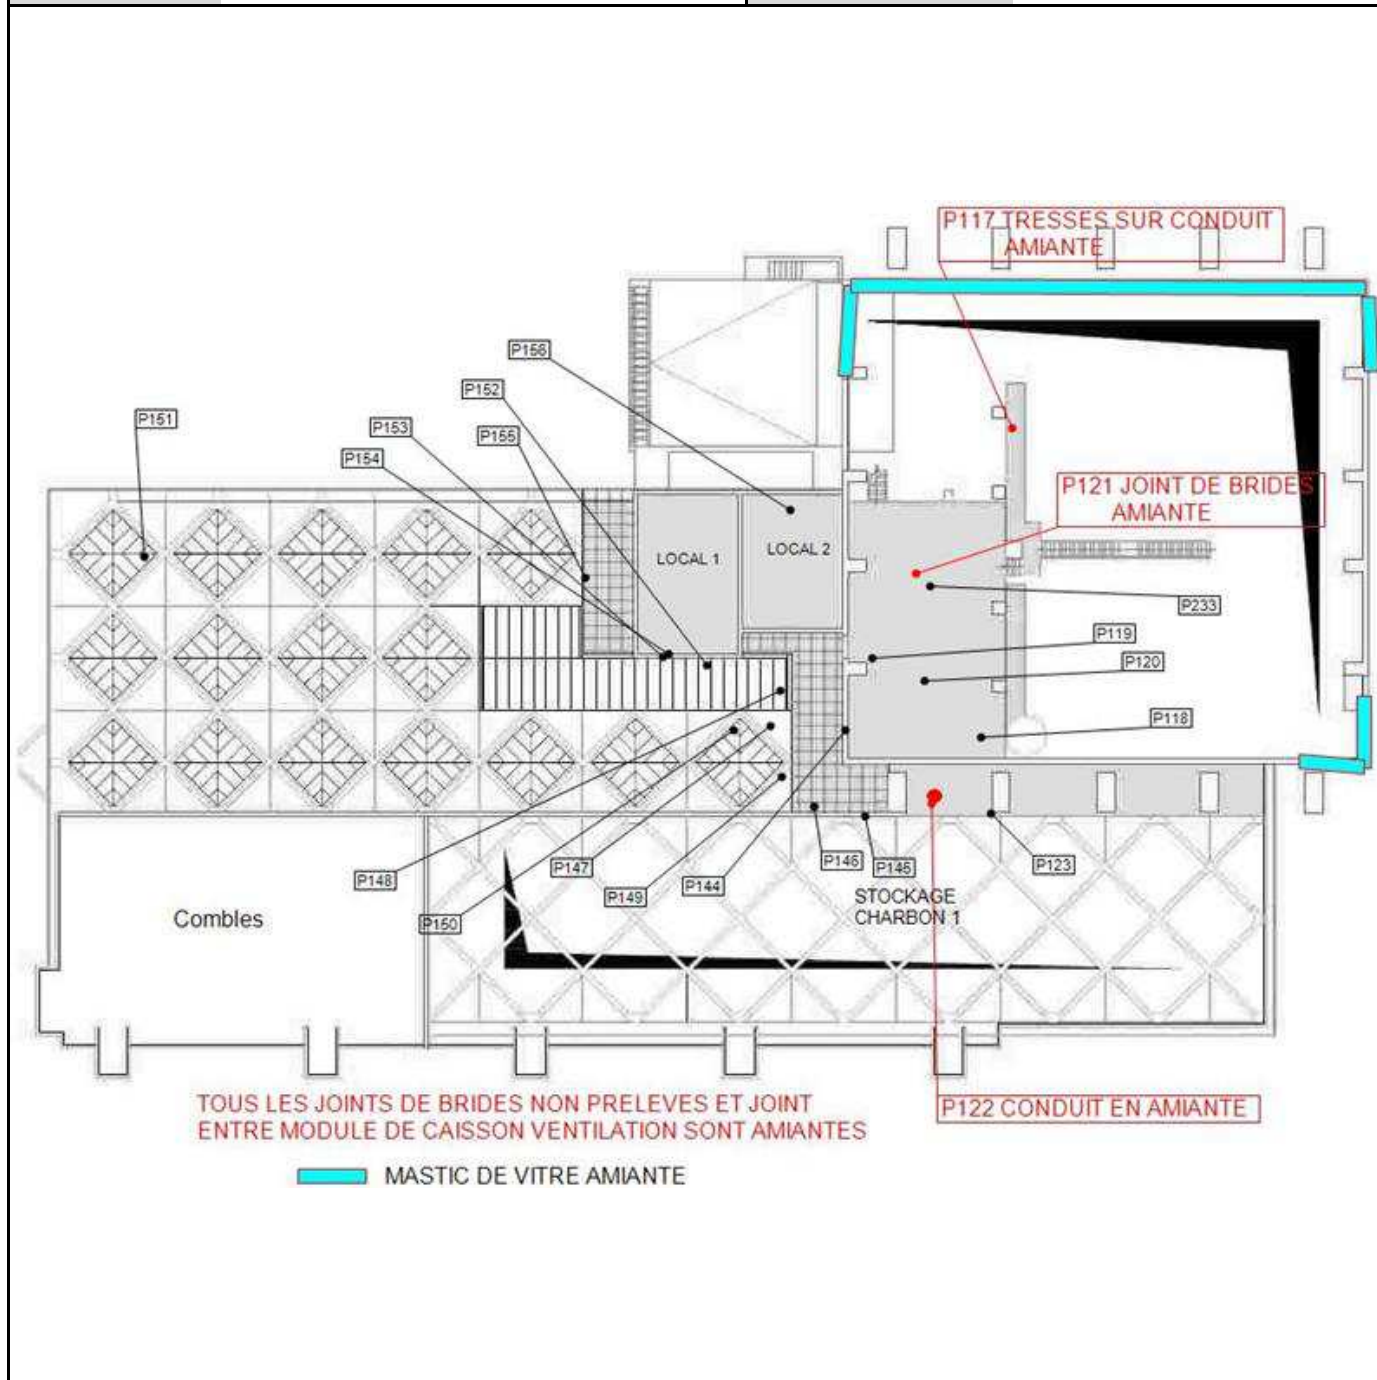 P117 TRESSES SUR CONDUIT
AMIANTE
P156
P152
P151
P153
P155
P154
P121 JOINT DE BRIDES
AMIANTE
LOCAL 1
LOCAL 2
P233
P119
P120
P118
P148
P147
P149
P144
P146
P145
P123
P150
STOCKAGE
CHARBON 1
Combles
TOUS LES JOINTS DE BRIDES NON PRELEVES ET JOINT
ENTRE MODULE DE CAISSON VENTILATION SONT AMIANTES
P122 CONDUIT EN AMIANTE
MASTIC DE VITRE AMIANTE